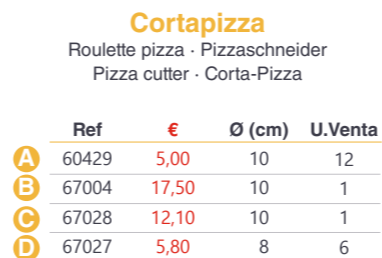 Cortapizza
Roulette pizza · Pizzaschneider
Pizza cutter · Corta-Pizza
Ref € Ø (cm) U.Venta
A 60429 5,00 10 12
B 67004 17,50 10 1
C 67028 12,10 10 1
D 67027 5,80 8 6